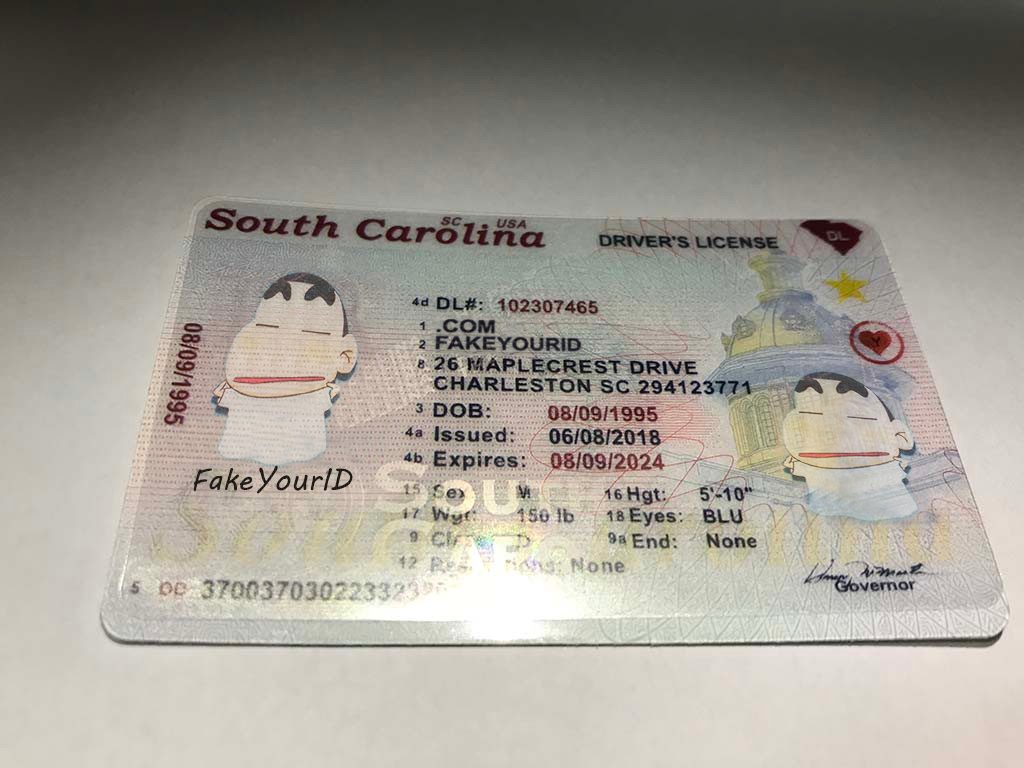 SC USA
South Carolina
DRIVER'S LICENSE
DL
4d DL#: 102307465
1 .COM
2 FAKEYOURID
8 26 MAPLECREST DRIVE
CHARLESTON SC 294123771
3 DOB: 08/09/1995
4a Issued: 06/08/2018
4b Expires: 08/09/2024
15 Sex M 16 Hgt: 5'-10"
17 Wgt: 150 lb 18 Eyes: BLU
9 D 9a End: None
12 None
5 DD
08/09/1995
FakeYourID
Y
Governor